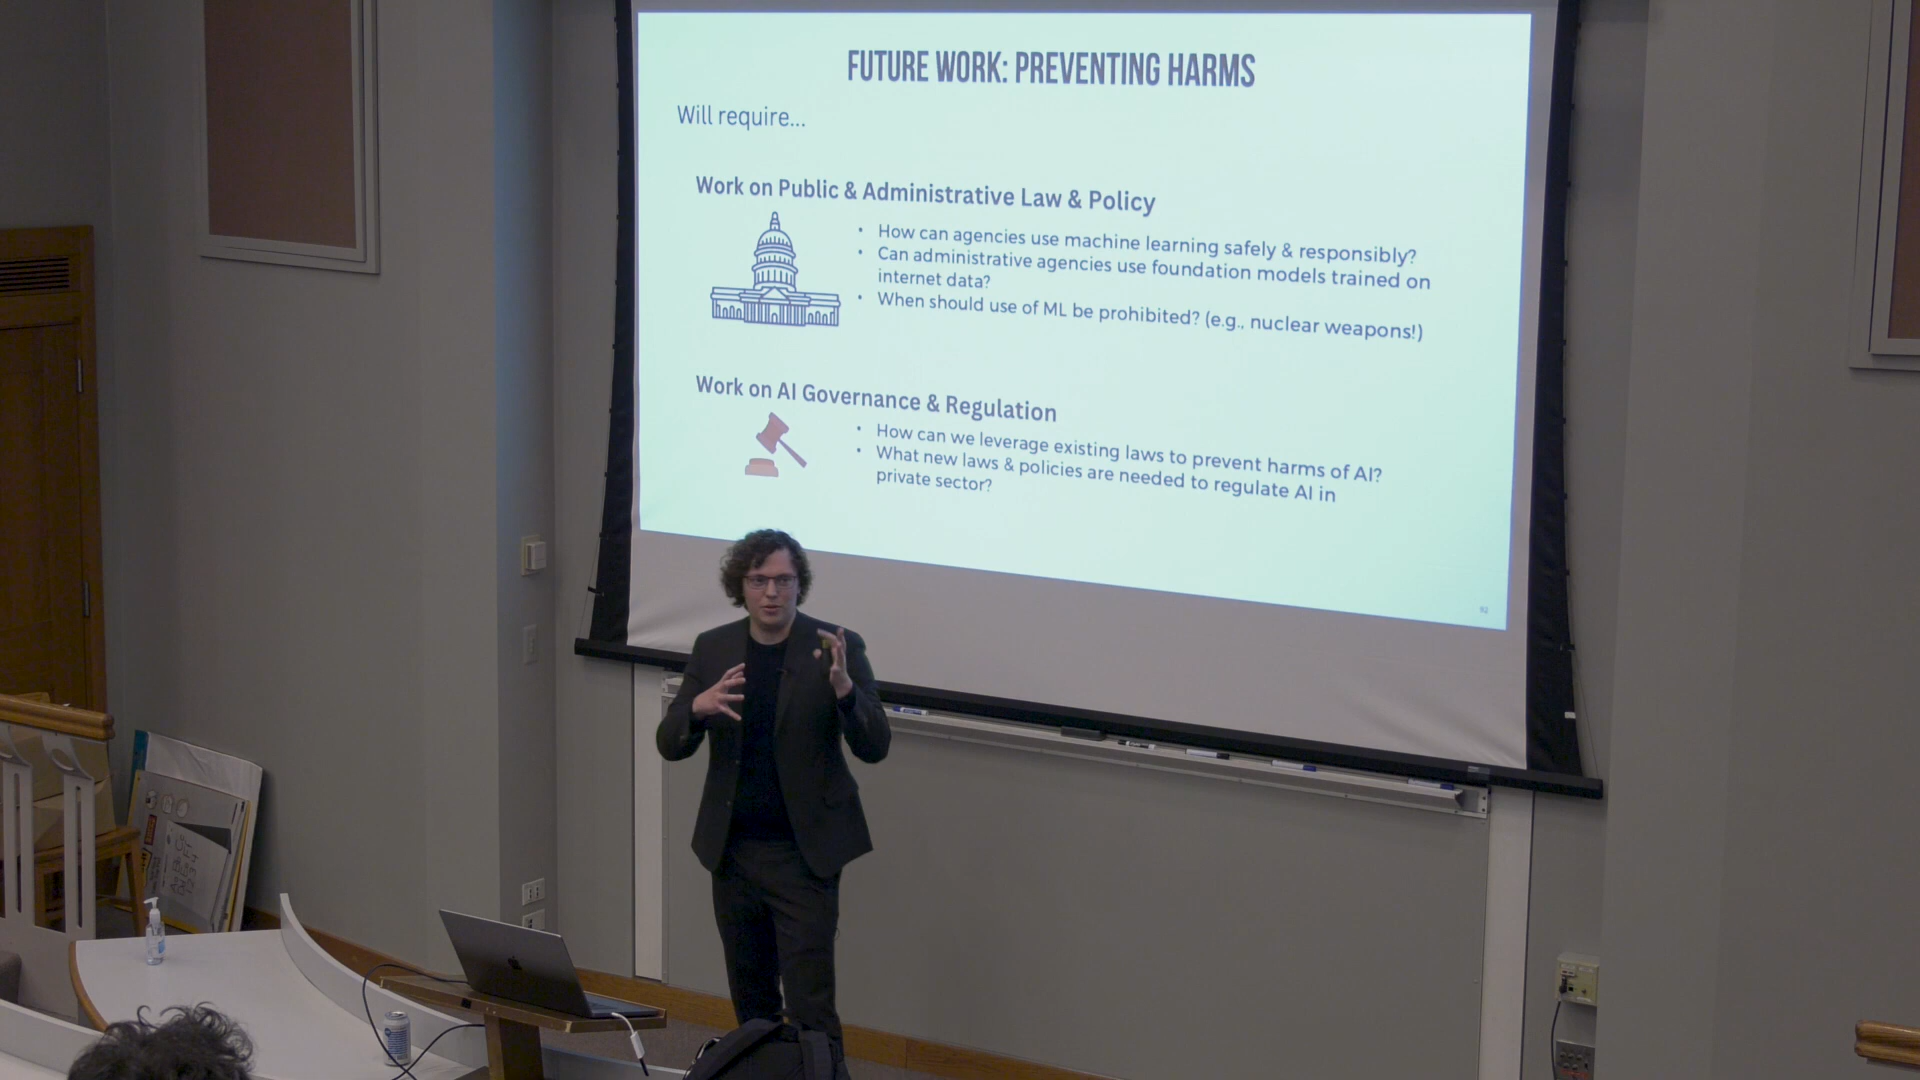 FUTURE WORK: PREVENTING HARMS
Will require...
Work on Public & Administrative Law & Policy
• How can agencies use machine learning safely & responsibly?
• Can administrative agencies use foundation models trained on
internet data?
• When should use of ML be prohibited? (e.g., nuclear weapons!)
Work on AI Governance & Regulation
• How can we leverage existing laws to prevent harms of AI?
• What new laws & policies are needed to regulate AI in
private sector?